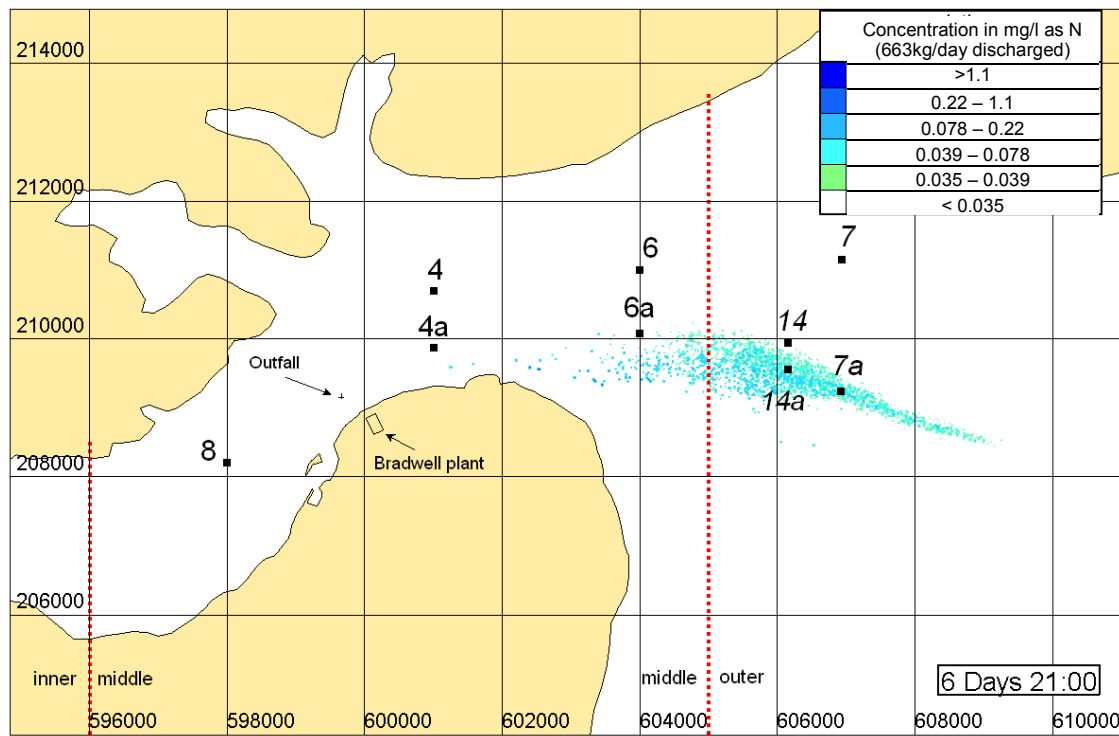 Concentration in mg/l as N
(663kg/day discharged)
>1.1
0.22 – 1.1
0.078 – 0.22
0.039 – 0.078
0.035 – 0.039
< 0.035
214000
212000
7
6
4
6a
14
210000
4a
Outfall
7a
14a
8
Bradwell plant
208000
206000
inner
middle
middle
outer
6 Days 21:00
596000
598000
600000
602000
604000
606000
608000
610000